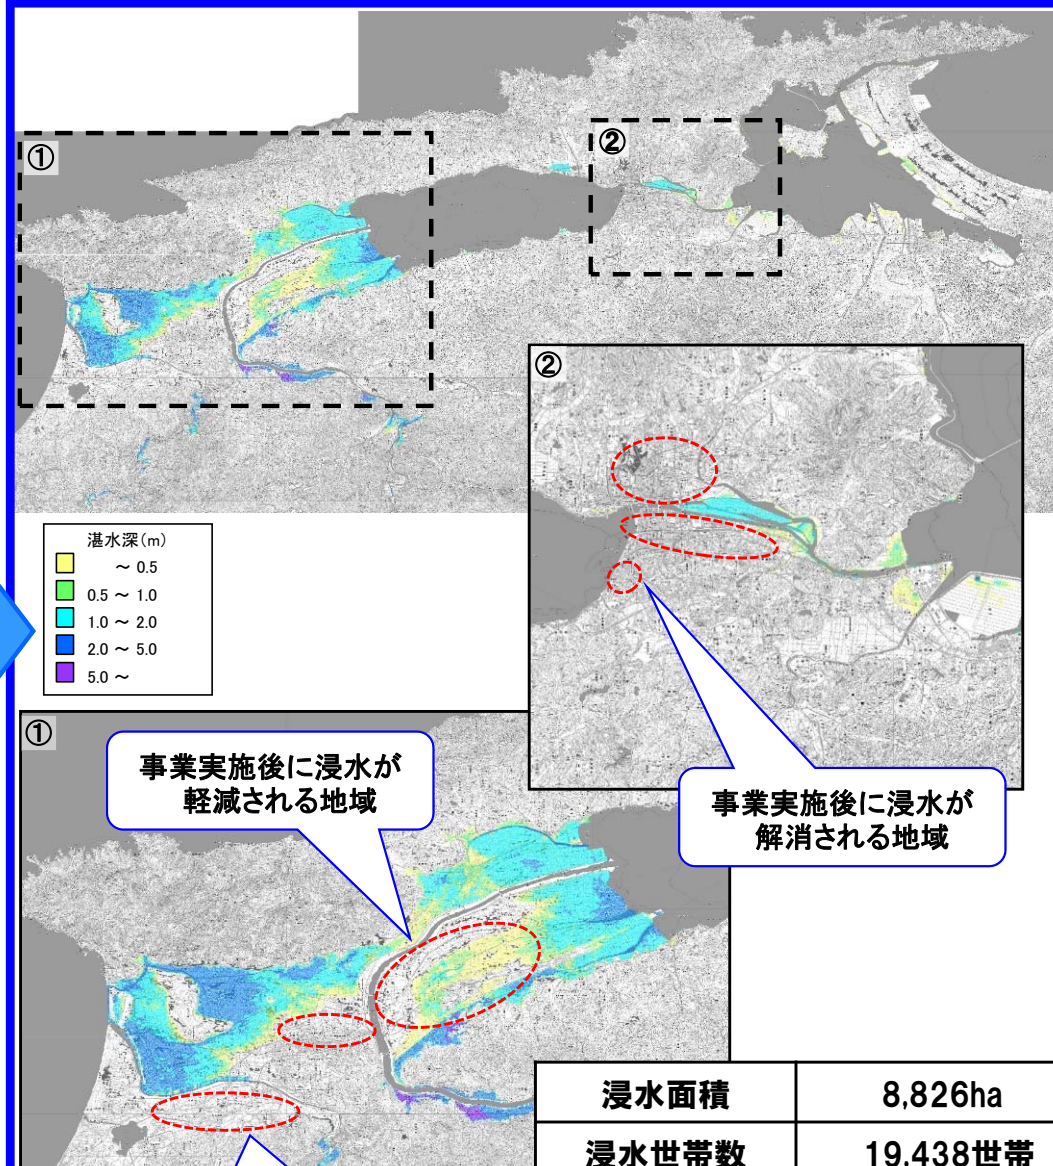 ①
②
②
湛水深(m)
～ 0.5
0.5 ～ 1.0
1.0 ～ 2.0
2.0 ～ 5.0
5.0 ～
①
事業実施後に浸水が
軽減される地域
事業実施後に浸水が
解消される地域
浸水面積 8,826ha
浸水世帯数 19,438世帯